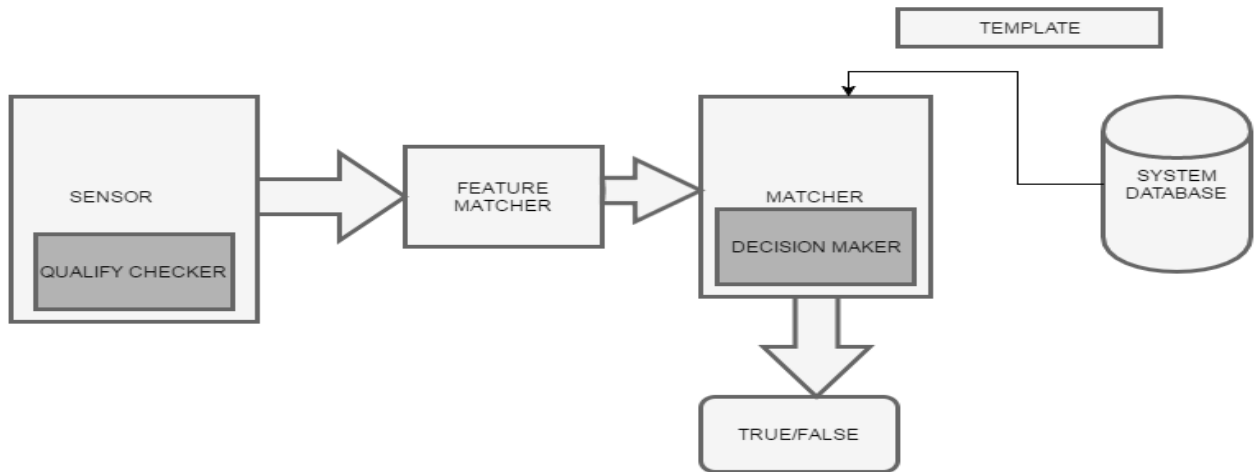 TEMPLATE
SENSOR
QUALIFY CHECKER
FEATURE
MATCHER
MATCHER
DECISION MAKER
SYSTEM
DATABASE
TRUE/FALSE